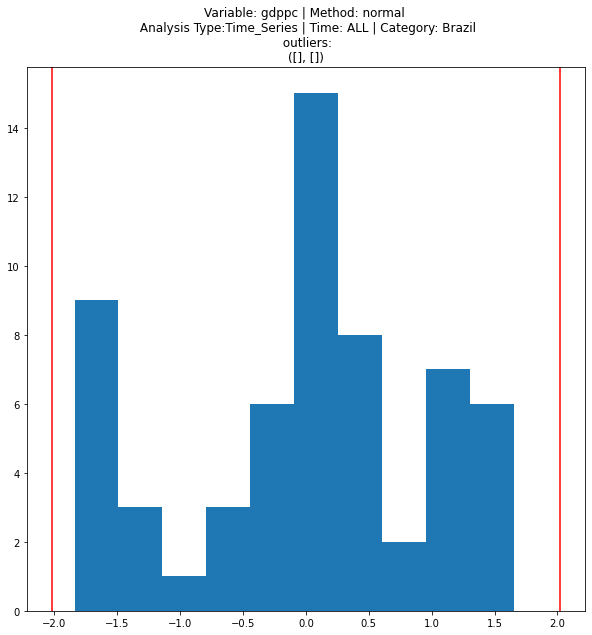 Variable: gdppc | Method: normal
Analysis Type:Time_Series | Time: ALL | Category: Brazil
outliers:
([], [])
14
12
10
8
6
4
2
0
−2.0 −1.5 −1.0 −0.5 0.0 0.5 1.0 1.5 2.0